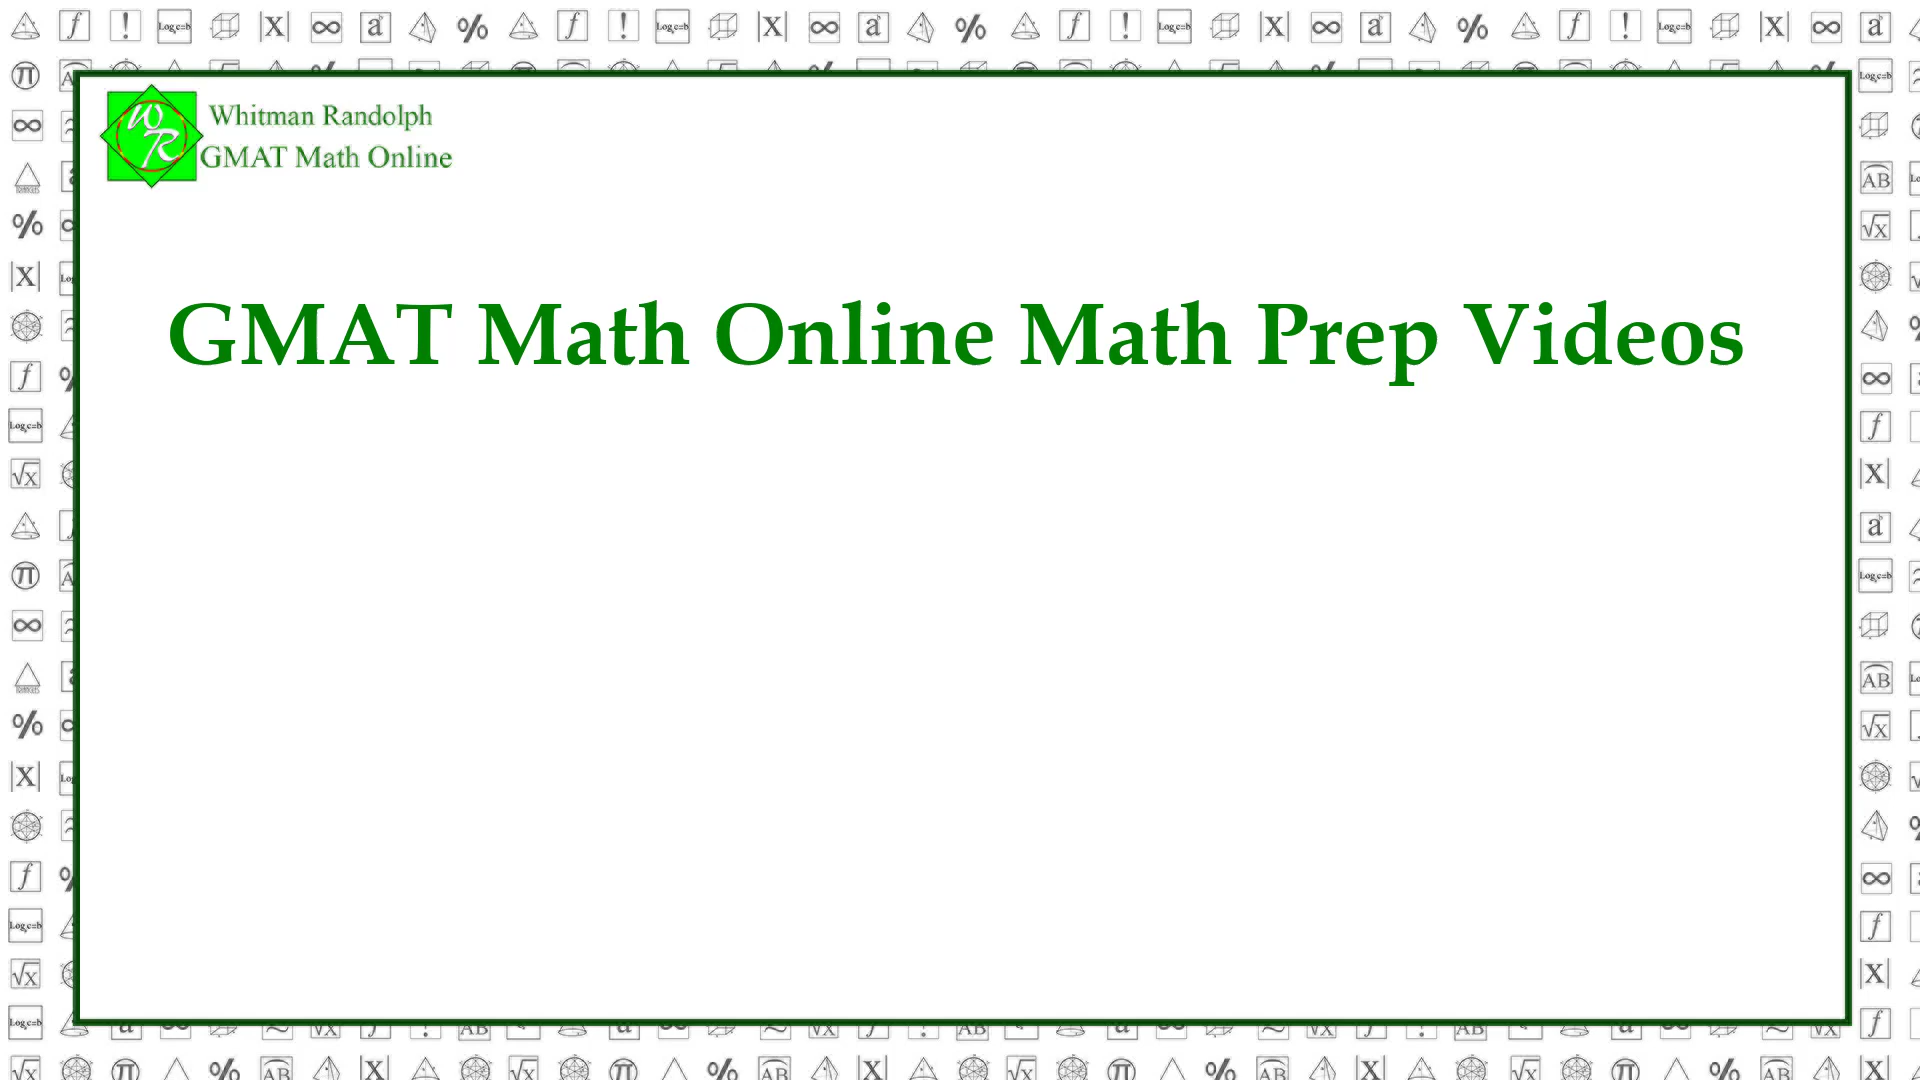 Whitman Randolph
GMAT Math Online
GMAT Math Online Math Prep Videos